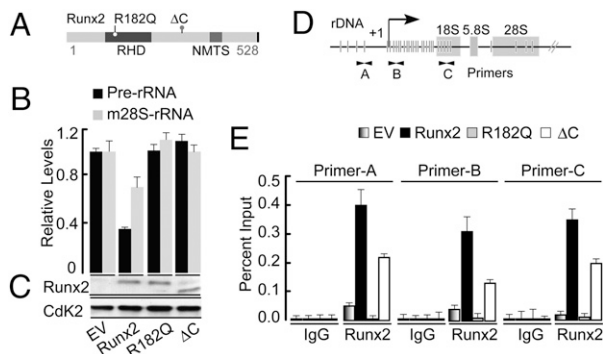 A
Runx2 R182Q ΔC
1 RHD NMTS 528
B
Pre-rRNA
m28S-rRNA
Relative Levels
1.2
0.8
0.4
0
C
Runx2
CdK2
EV Runx2 R182Q ΔC
D
rDNA +1 18S 5.8S 28S
A B C Primers
E
EV Runx2 R182Q ΔC
Primer-A Primer-B Primer-C
Percent Input
0.5
0.4
0.3
0.2
0.1
0.0
IgG Runx2 IgG Runx2 IgG Runx2